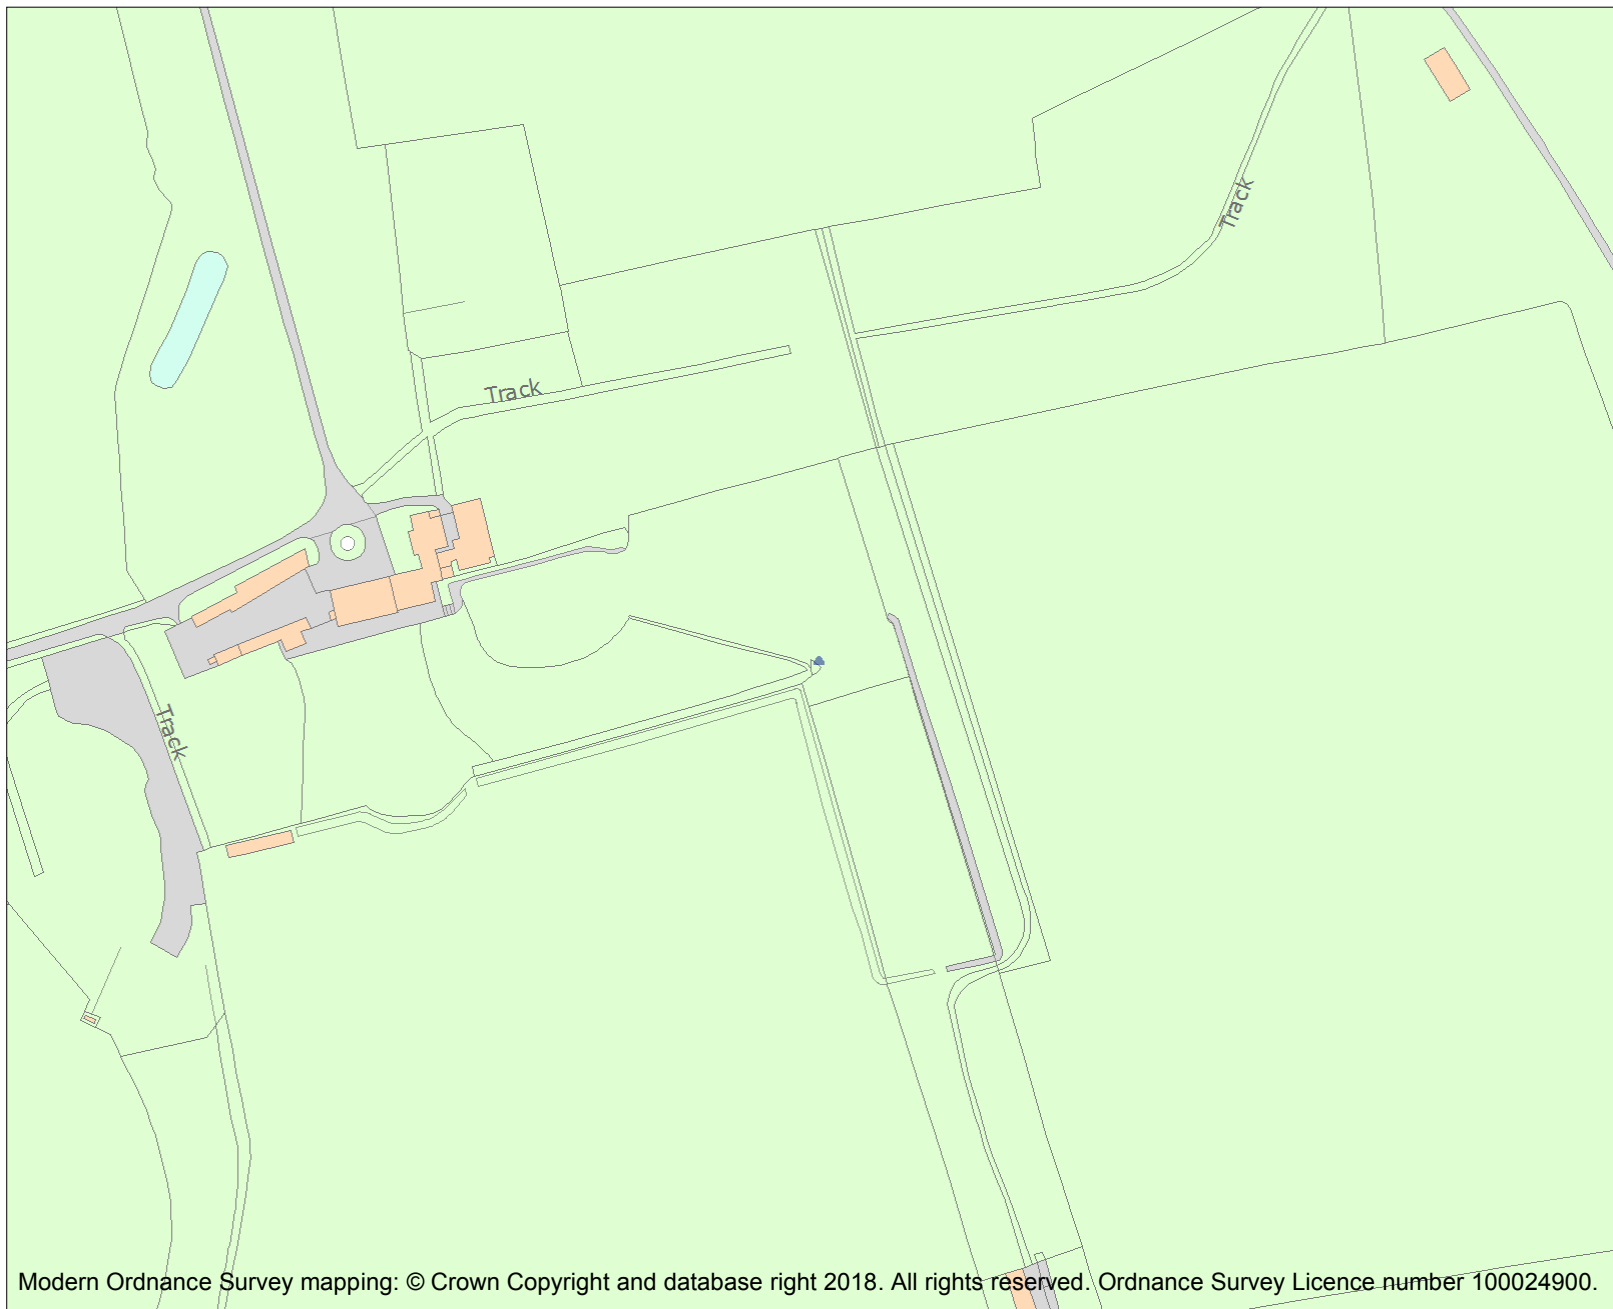 Track
Track
Track
Modern Ordnance Survey mapping: © Crown Copyright and database right 2018. All rights reserved. Ordnance Survey Licence number 100024900.